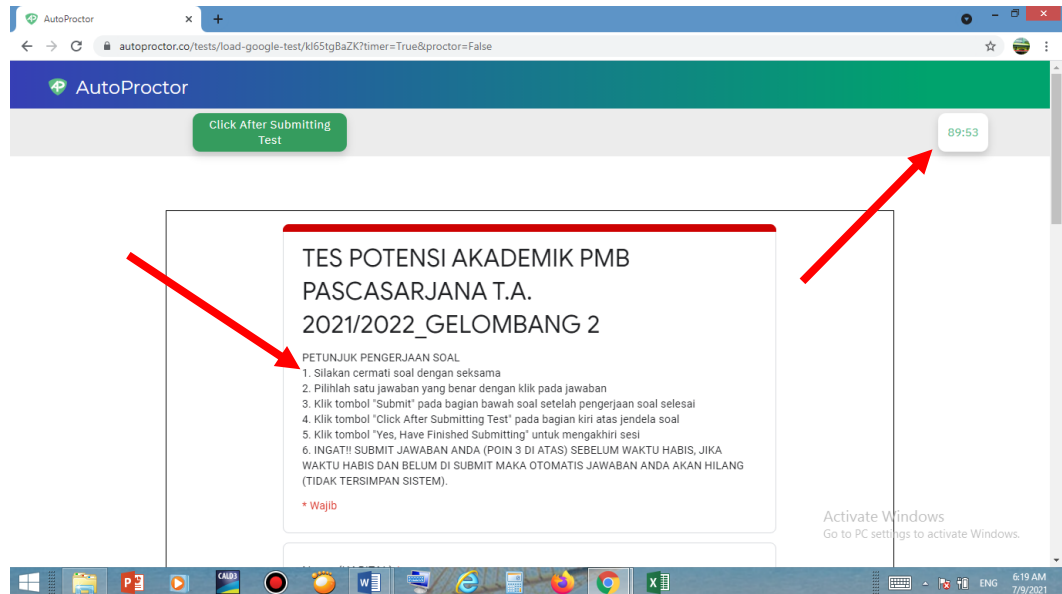 AutoProctor
autoproctor.co/tests/load-google-test/kI65tgBaZK?timer=True&proctor=False
AutoProctor
Click After Submitting
Test
89:53
TES POTENSI AKADEMIK PMB
PASCASARJANA T.A.
2021/2022_GELOMBANG 2
PETUNJUK PENGERJAAN SOAL
1. Silakan cermati soal dengan seksama
2. Pilihlah satu jawaban yang benar dengan klik pada jawaban
3. Klik tombol "Submit" pada bagian bawah soal setelah pengerjaan soal selesai
4. Klik tombol "Click After Submitting Test" pada bagian kiri atas jendela soal
5. Klik tombol "Yes, Have Finished Submitting" untuk mengakhiri sesi
6. INGAT!! SUBMIT JAWABAN ANDA (POIN 3 DI ATAS) SEBELUM WAKTU HABIS, JIKA
WAKTU HABIS DAN BELUM DI SUBMIT MAKA OTOMATIS JAWABAN ANDA AKAN HILANG
(TIDAK TERSIMPAN SISTEM).
* Wajib
Activate Windows
Go to PC settings to activate Windows.
CALD3
ENG
6:19 AM
7/9/2021